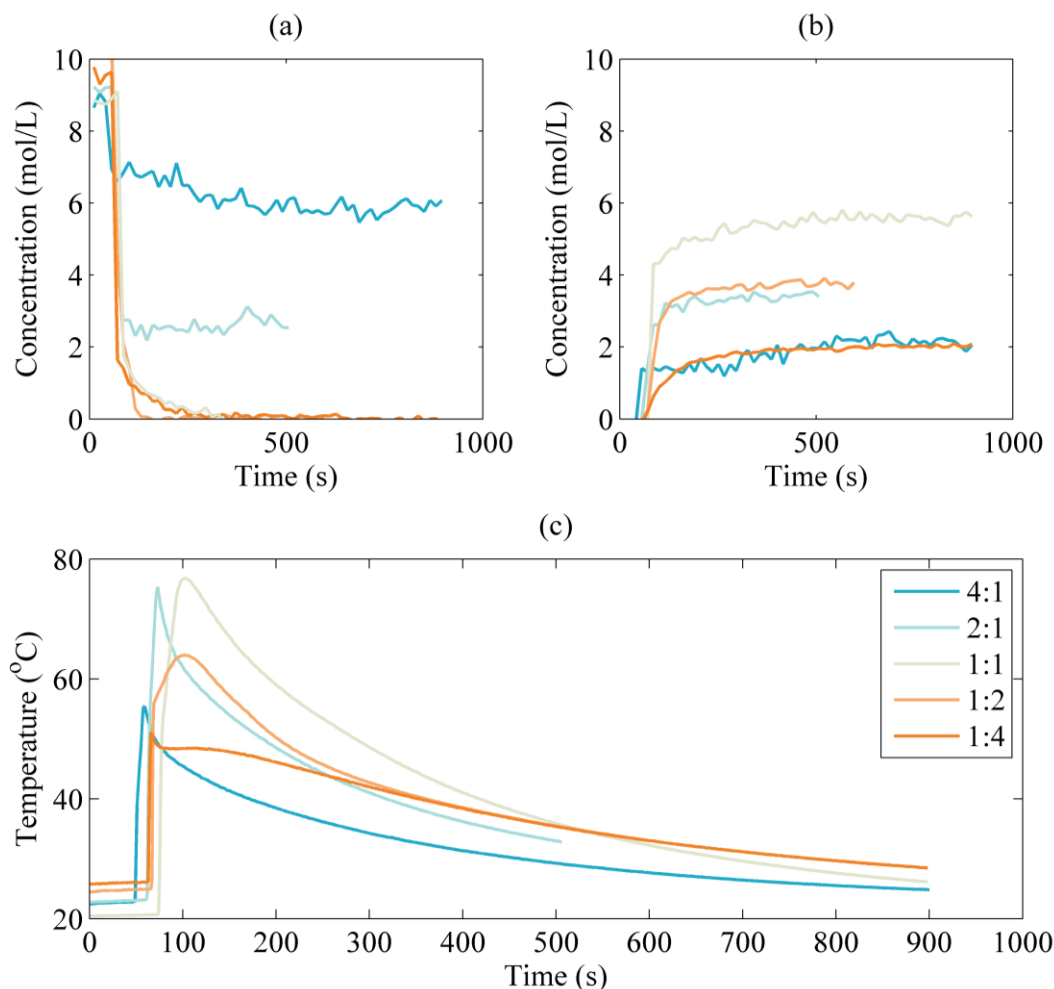 (a)
Concentration (mol/L)
10
8
6
4
2
0
0 500 1000
Time (s)
(b)
Concentration (mol/L)
10
8
6
4
2
0
0 500 1000
Time (s)
(c)
Temperature (°C)
80
60
40
20
0 100 200 300 400 500 600 700 800 900 1000
Time (s)
4:1
2:1
1:1
1:2
1:4